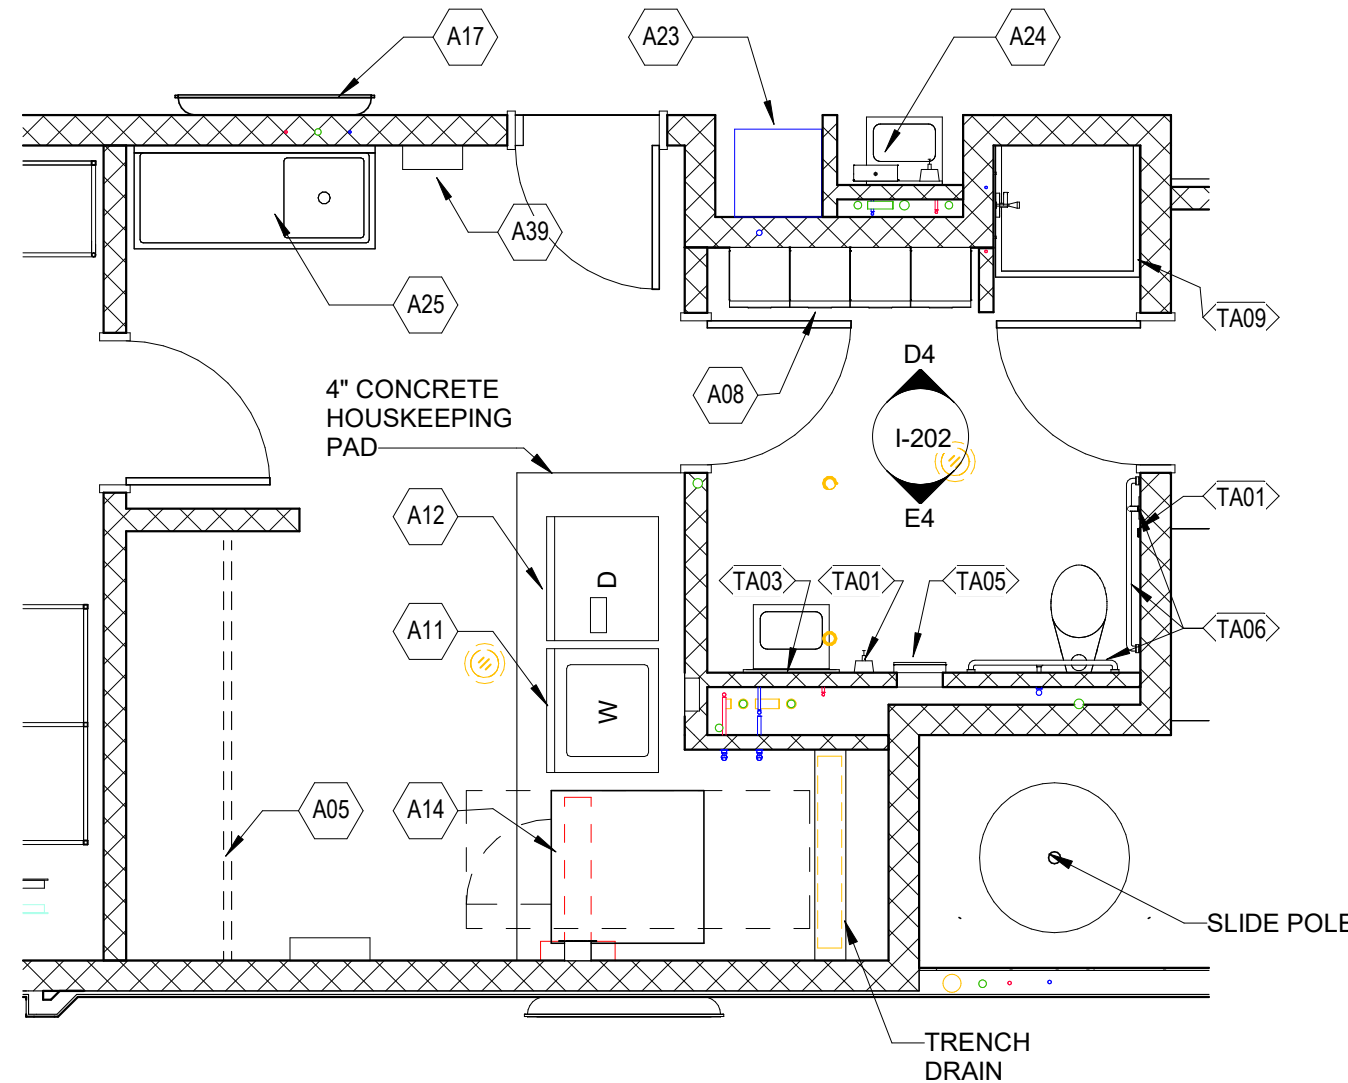 A17
A23
A24
A39
A25
TA09
D4
A08
4" CONCRETE
HOUSKEEPING
PAD
I-202
TA01
A12
E4
D
TA03
TA01
TA05
A11
TA06
W
A05
A14
SLIDE POLE
TRENCH
DRAIN